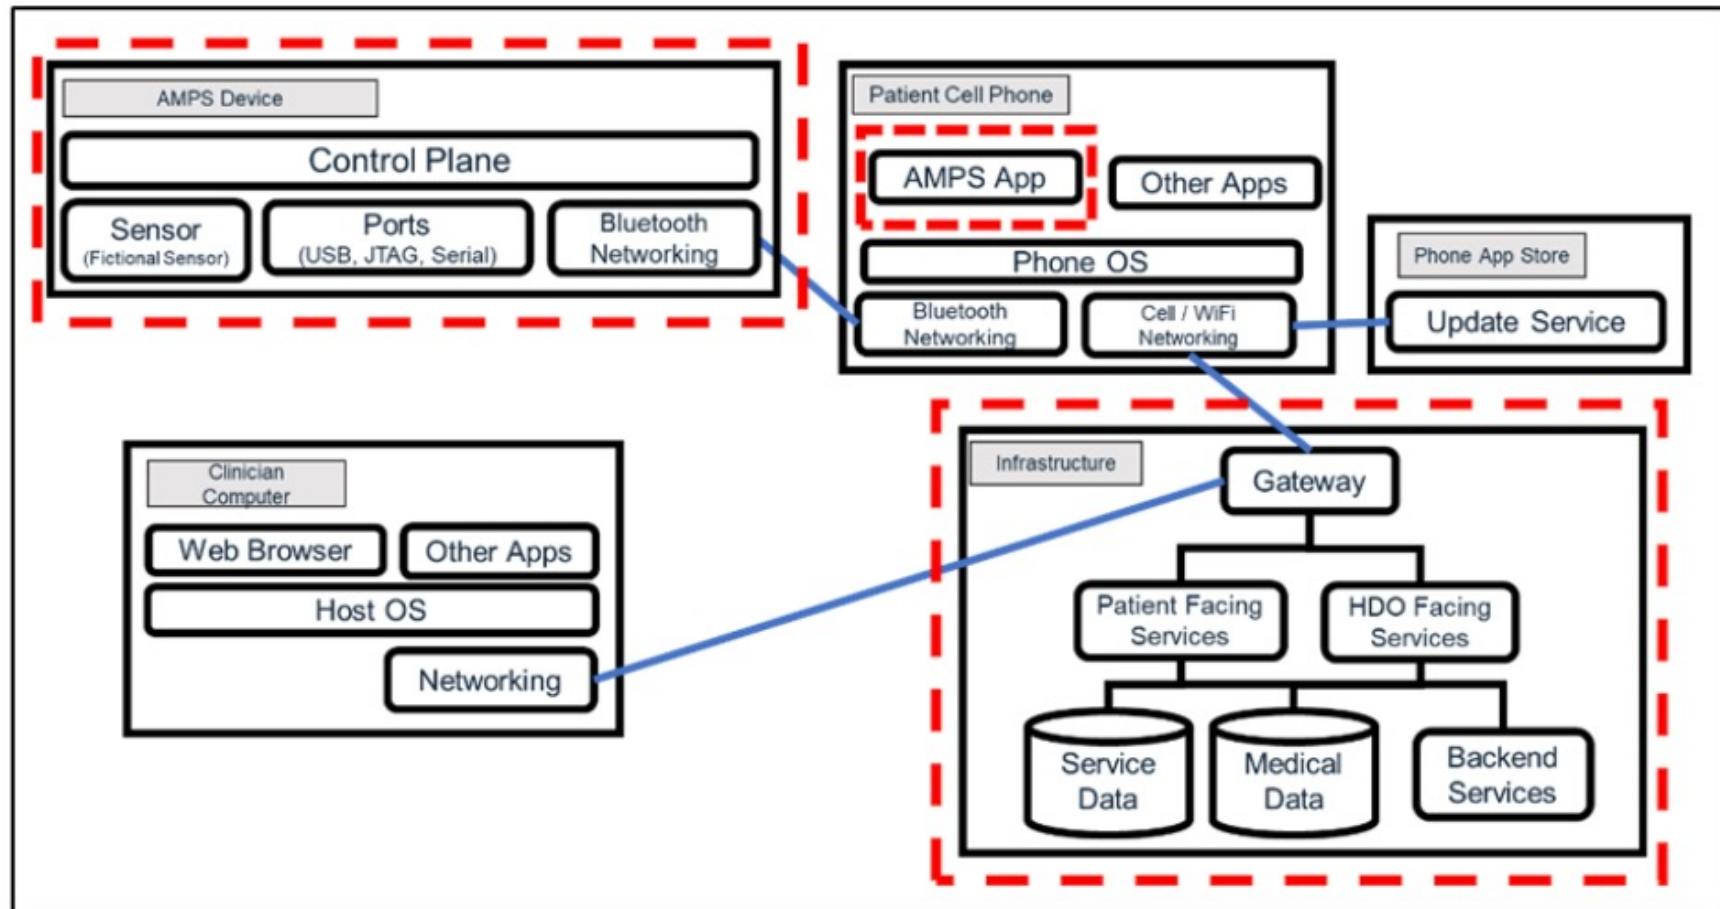 AMPS Device
Control Plane
Sensor
(Fictional Sensor)
Ports
(USB, JTAG, Serial)
Bluetooth
Networking
Patient Cell Phone
AMPS App
Other Apps
Phone OS
Bluetooth
Networking
Cell / WiFi
Networking
Phone App Store
Update Service
Clinician
Computer
Web Browser
Other Apps
Host OS
Networking
Infrastructure
Gateway
Patient Facing
Services
HDO Facing
Services
Service
Data
Medical
Data
Backend
Services